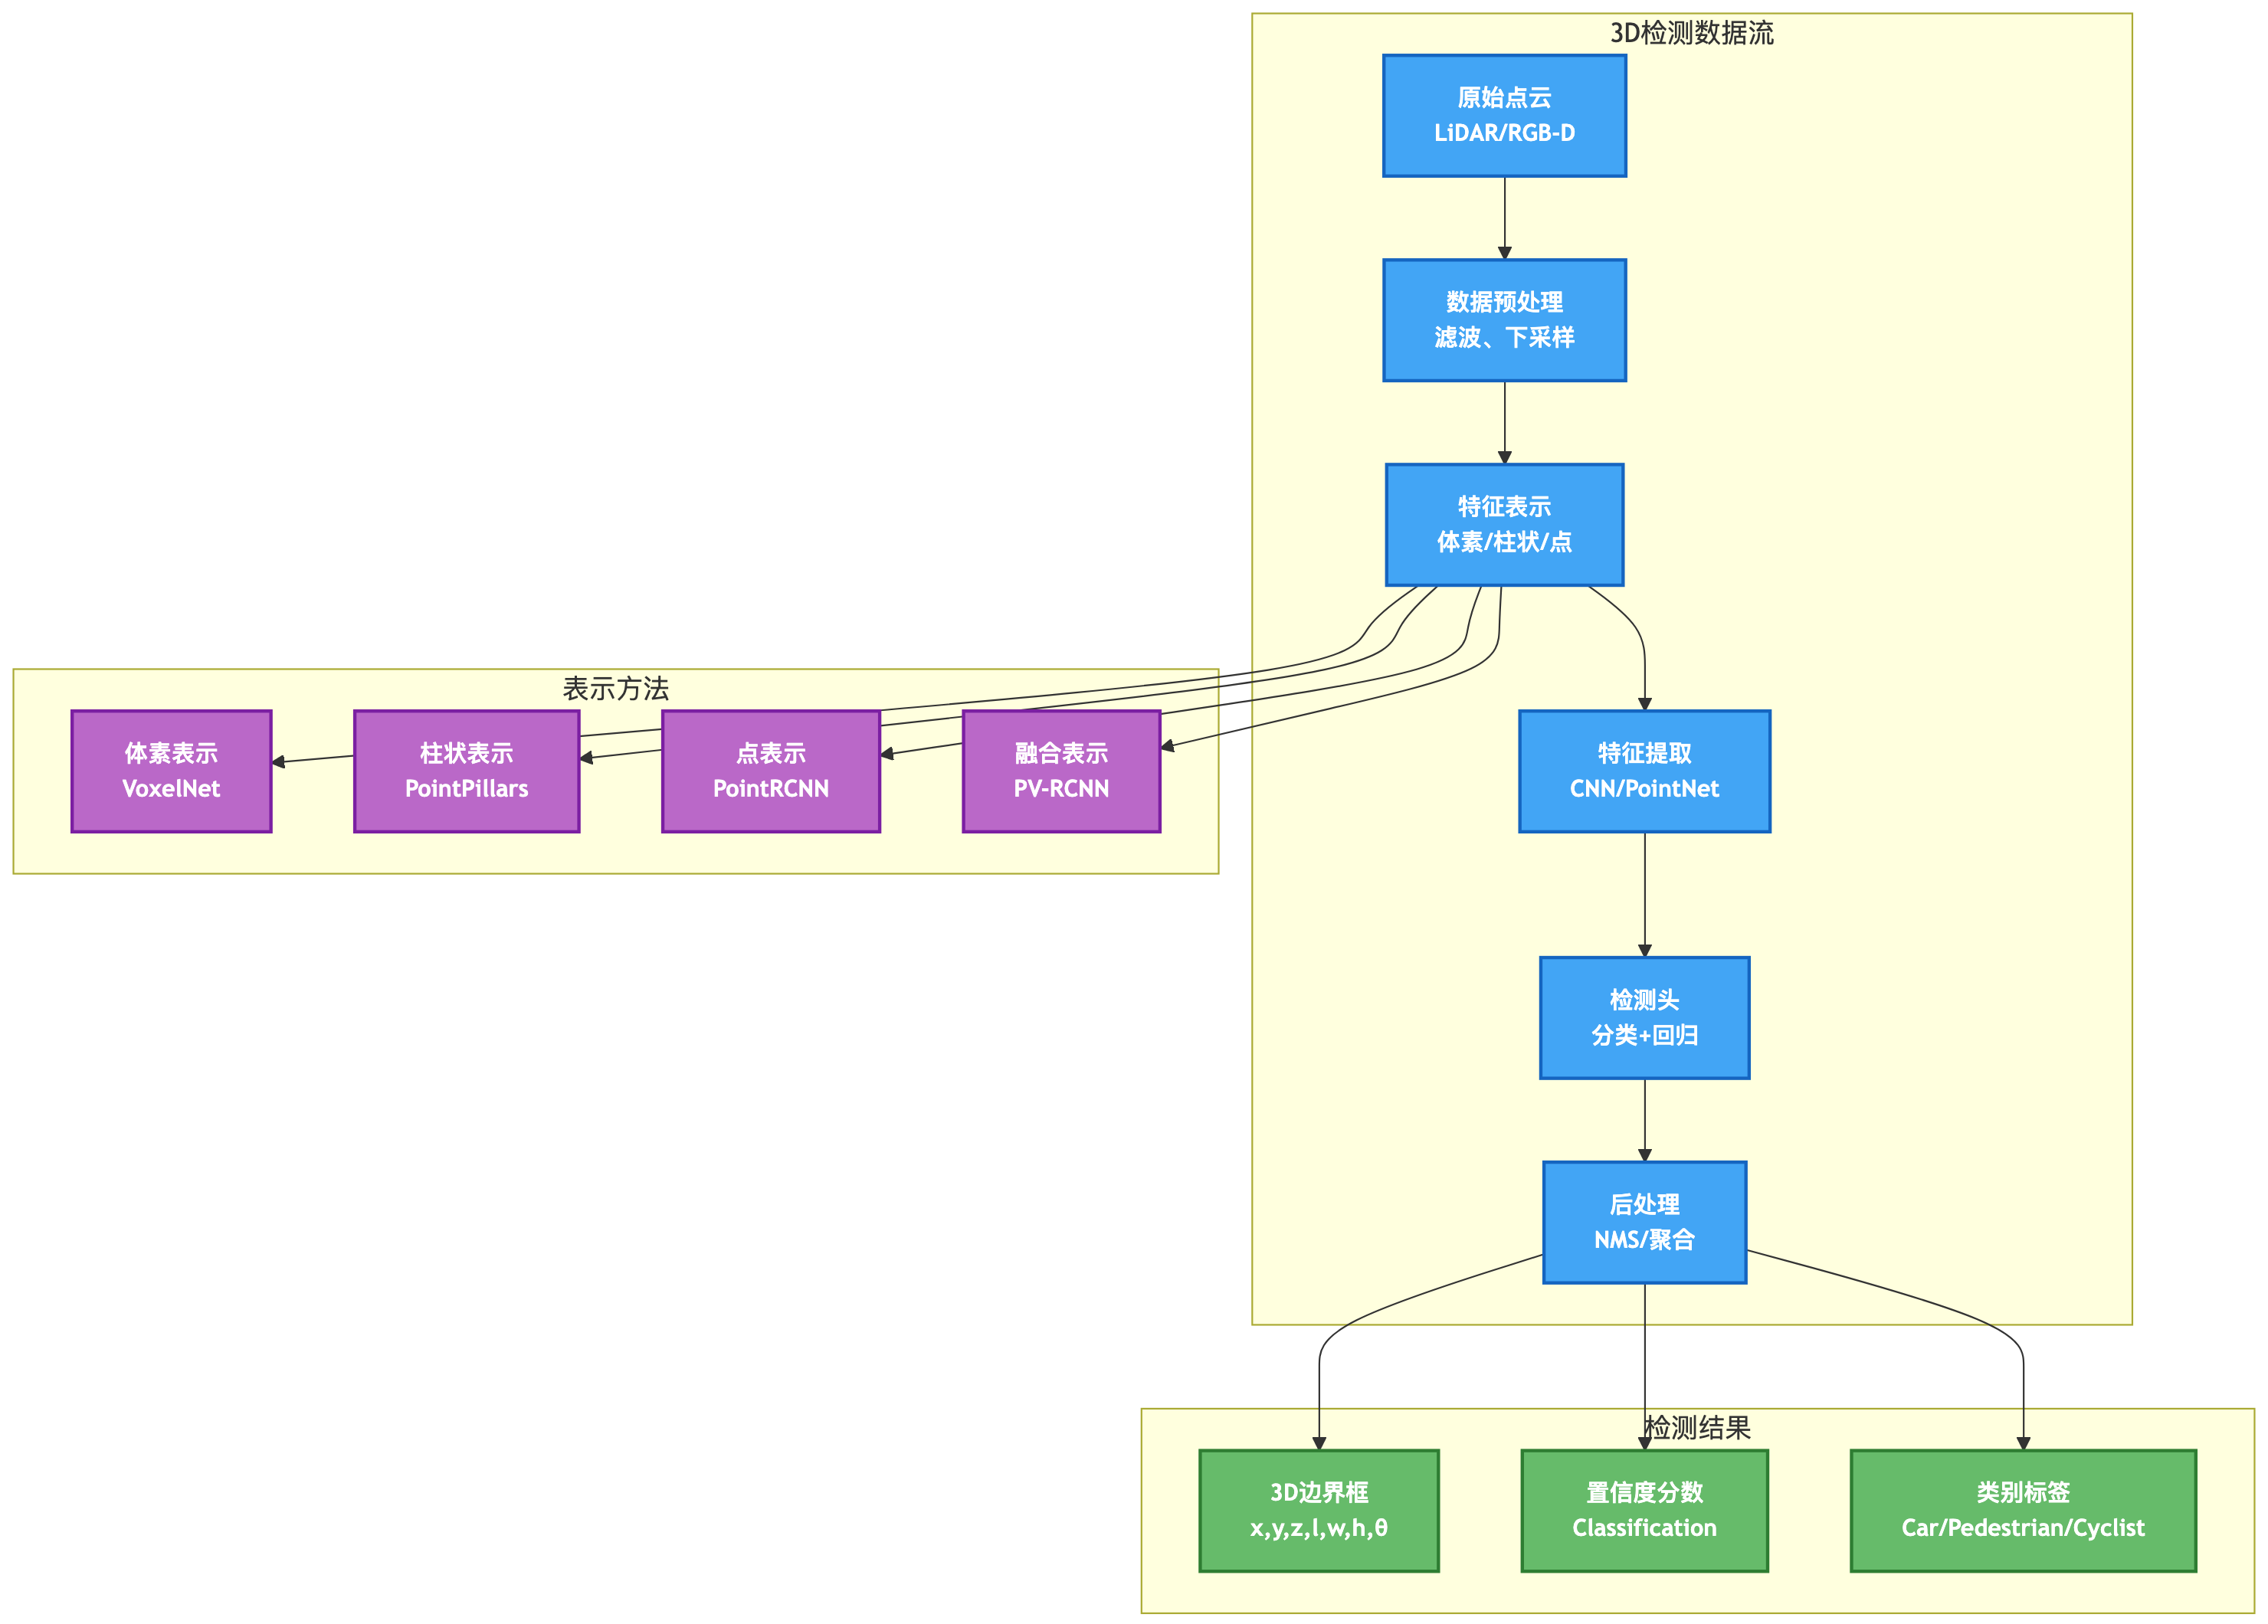 3D检测数据流
原始点云
LiDAR/RGB-D
数据预处理
滤波、下采样
特征表示
体素/柱状/点
表示方法
体素表示
VoxelNet
柱状表示
PointPillars
点表示
PointRCNN
融合表示
PV-RCNN
特征提取
CNN/PointNet
检测头
分类+回归
后处理
NMS/聚合
检测结果
3D边界框
x,y,z,l,w,h,θ
置信度分数
Classification
类别标签
Car/Pedestrian/Cyclist